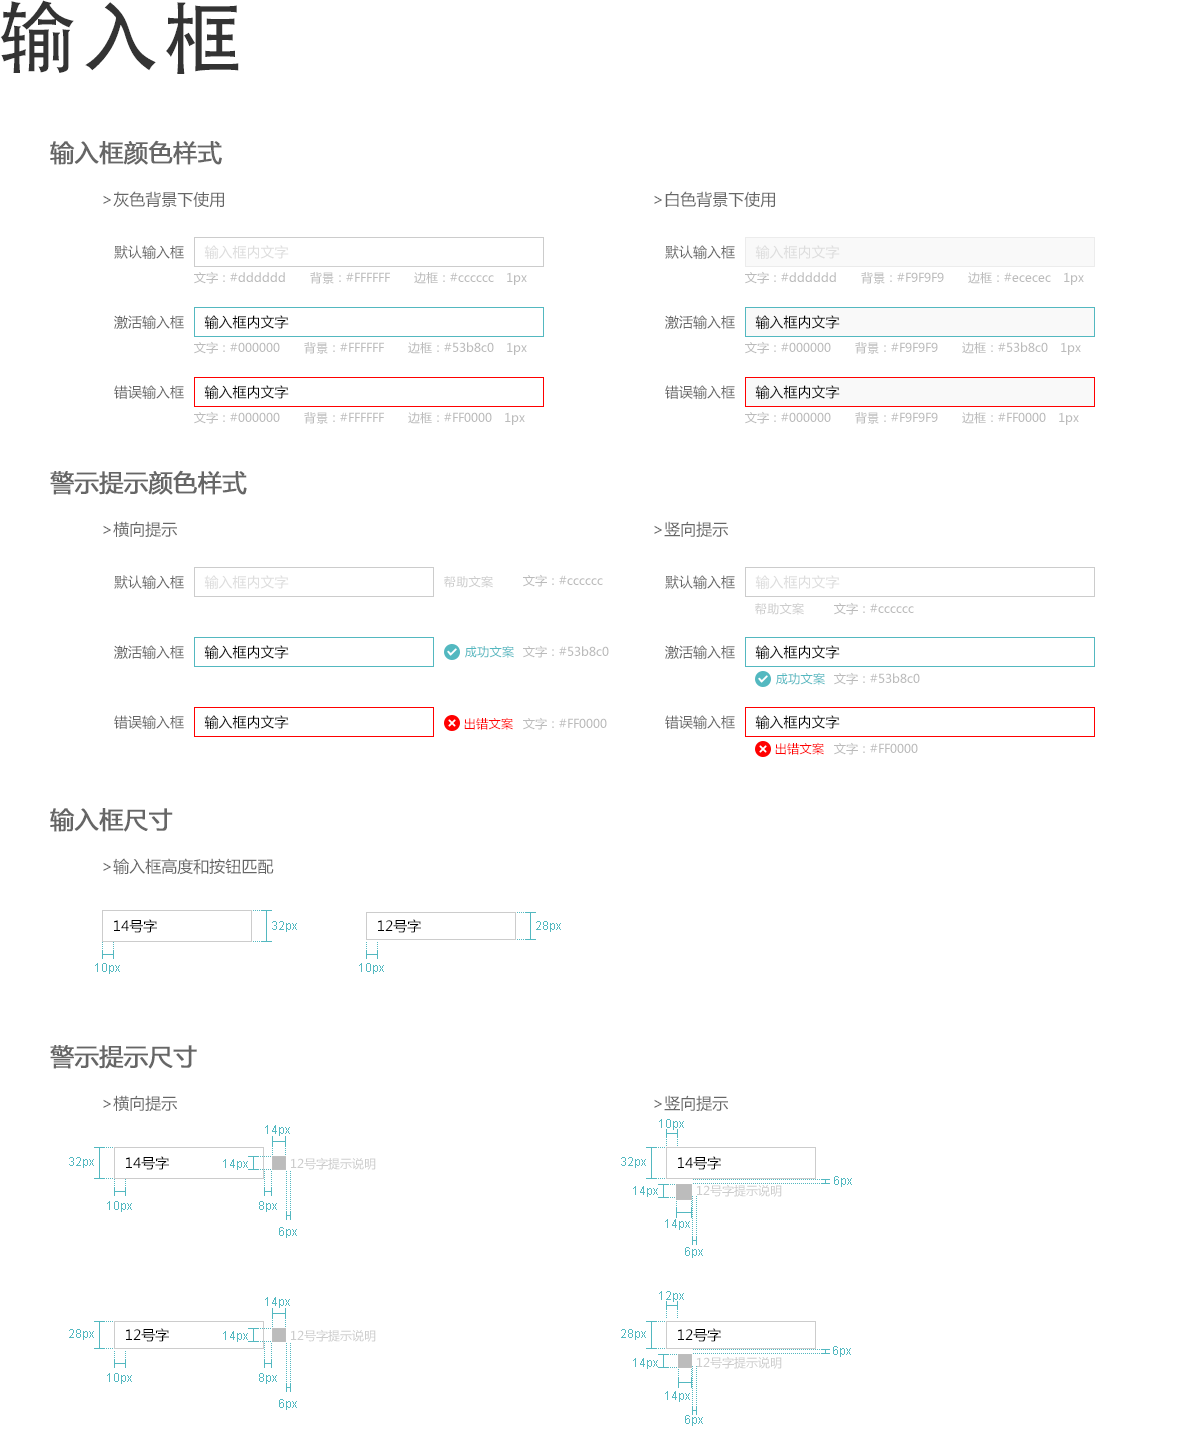 输入框
输入框颜色样式
>灰色背景下使用
默认输入框 输入框内文字
文字：#dddddd 背景：#FFFFFF 边框：#cccccc 1px
激活输入框 输入框内文字
文字：#000000 背景：#FFFFFF 边框：#53b8c0 1px
错误输入框 输入框内文字
文字：#000000 背景：#FFFFFF 边框：#FF0000 1px
>白色背景下使用
默认输入框 输入框内文字
文字：#dddddd 背景：#F9F9F9 边框：#ececec 1px
激活输入框 输入框内文字
文字：#000000 背景：#F9F9F9 边框：#53b8c0 1px
错误输入框 输入框内文字
文字：#000000 背景：#F9F9F9 边框：#FF0000 1px
警示提示颜色样式
>横向提示
默认输入框 输入框内文字 帮助文案 文字：#cccccc
激活输入框 输入框内文字 成功文案 文字：#53b8c0
错误输入框 输入框内文字 出错文案 文字：#FF0000
>竖向提示
默认输入框 输入框内文字
帮助文案 文字：#cccccc
激活输入框 输入框内文字
成功文案 文字：#53b8c0
错误输入框 输入框内文字
出错文案 文字：#FF0000
输入框尺寸
>输入框高度和按钮匹配
14号字 32px
10px
12号字 28px
10px
警示提示尺寸
>横向提示
14px
32px 14号字 14px 12号字提示说明
10px 8px
6px
14px
28px 12号字 14px 12号字提示说明
10px 8px
6px
>竖向提示
10px
32px 14号字
6px
14px 12号字提示说明
14px
6px
12px
28px 12号字
6px
14px 12号字提示说明
14px
6px